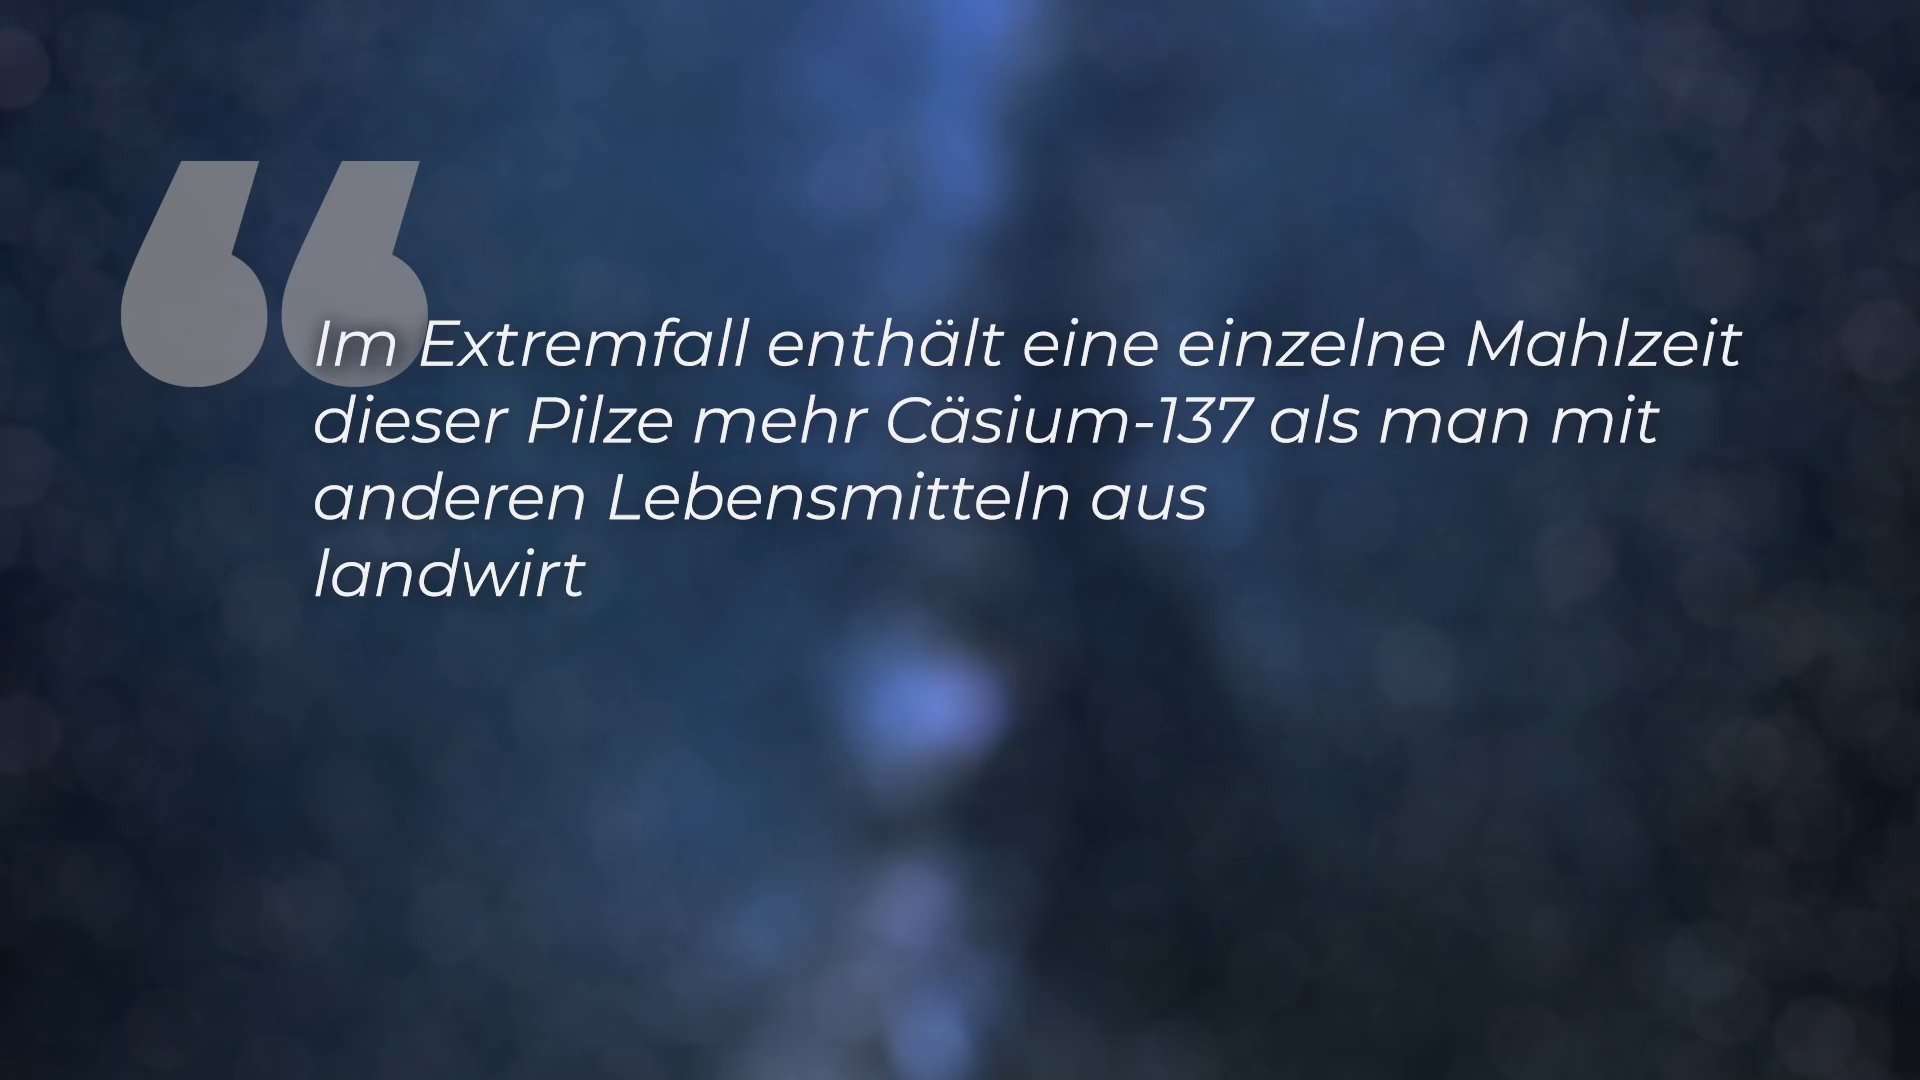 “
Im Extremfall enthält eine einzelne Mahlzeit
dieser Pilze mehr Cäsium-137 als man mit
anderen Lebensmitteln aus
landwirt